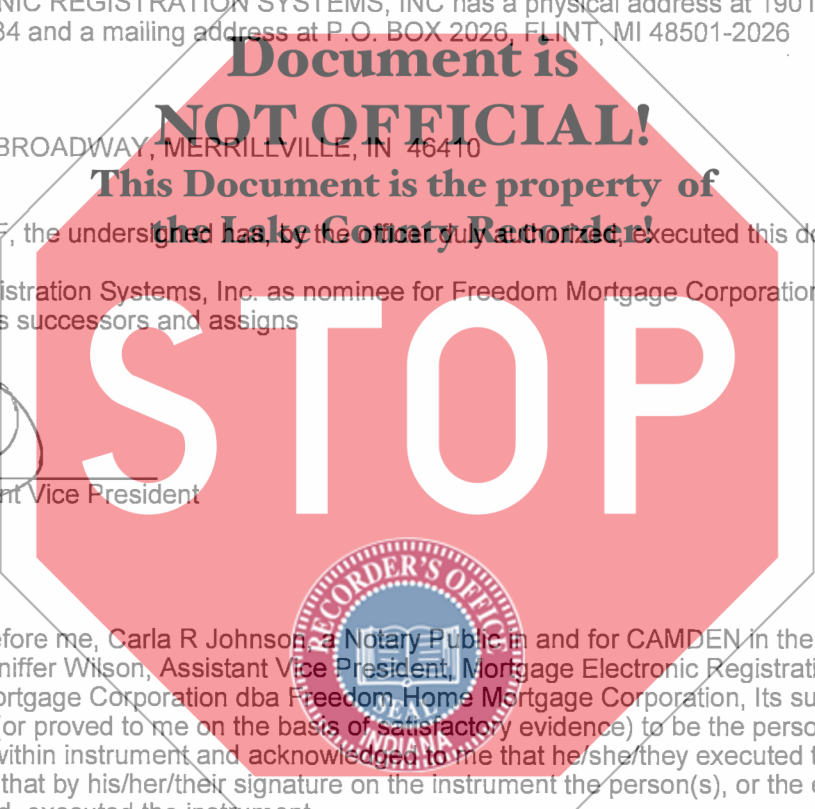 NIC REGISTRATION SYSTEMS, INC has a physical address at 1901
34 and a mailing address at P.O. BOX 2026, FLINT, MI 48501-2026
Document is
NOT OFFICIAL!
BROADWAY, MERRILLVILLE, IN 46410
This Document is the property of
the Lake County Recorder!
F, the undersigned has, by the officer duly authorized, executed this do
istration Systems, Inc. as nominee for Freedom Mortgage Corporation
s successors and assigns
STOP
nt Vice President
RECORDER'S OFFICE
SEAL
INDIANA
efore me, Carla R Johnson, a Notary Public in and for CAMDEN in the
niffer Wilson, Assistant Vice President, Mortgage Electronic Registrati
ortgage Corporation dba Freedom Home Mortgage Corporation, Its su
(or proved to me on the basis of satisfactory evidence) to be the perso
within instrument and acknowledged to me that he/she/they executed t
that by his/her/their signature on the instrument the person(s), or the e
d, executed the instrument